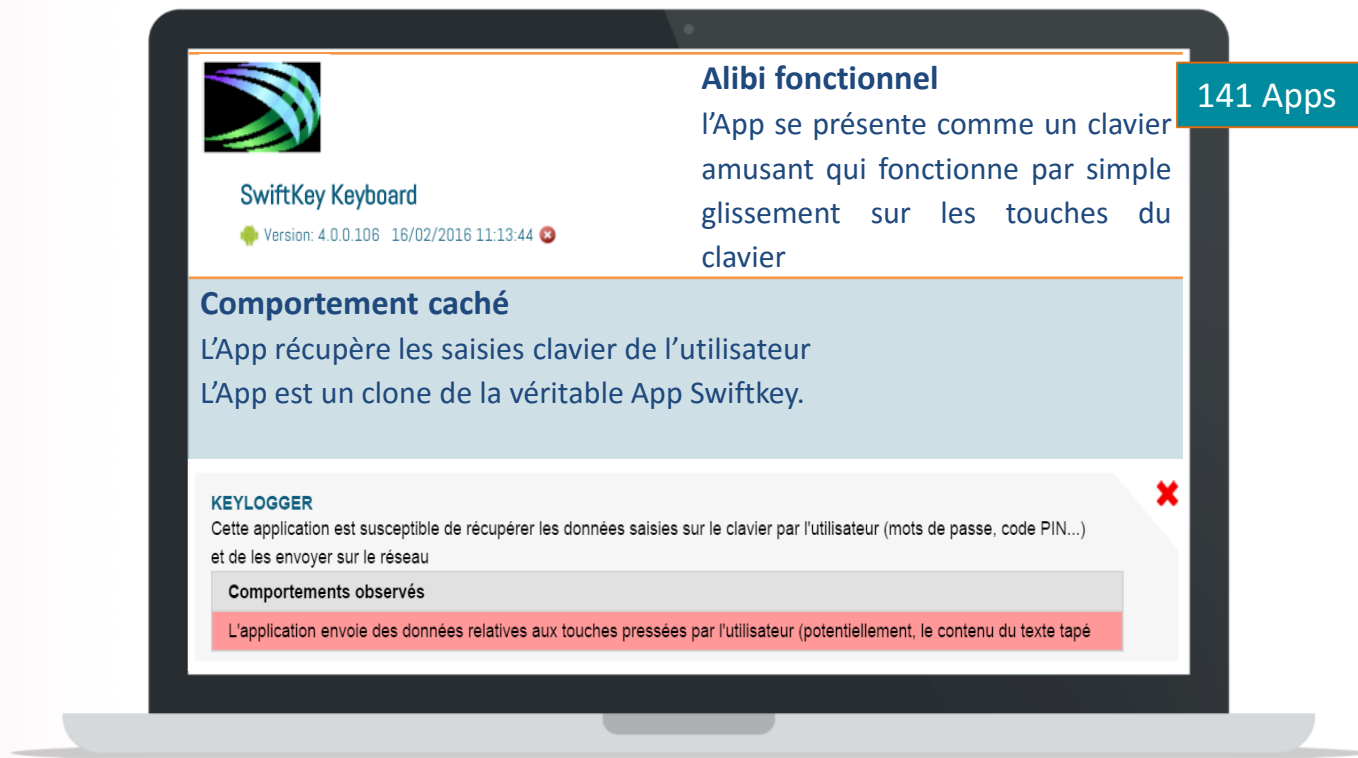 Alibi fonctionnel
141 Apps
l’App se présente comme un clavier
amusant qui fonctionne par simple
glissement sur les touches du
clavier
SwiftKey Keyboard
Version: 4.0.0.106 16/02/2016 11:13:44
Comportement caché
L’App récupère les saisies clavier de l’utilisateur
L’App est un clone de la véritable App Swiftkey.
KEYLOGGER
Cette application est susceptible de récupérer les données saisies sur le clavier par l'utilisateur (mots de passe, code PIN...)
et de les envoyer sur le réseau
Comportements observés
L'application envoie des données relatives aux touches pressées par l'utilisateur (potentiellement, le contenu du texte tapé